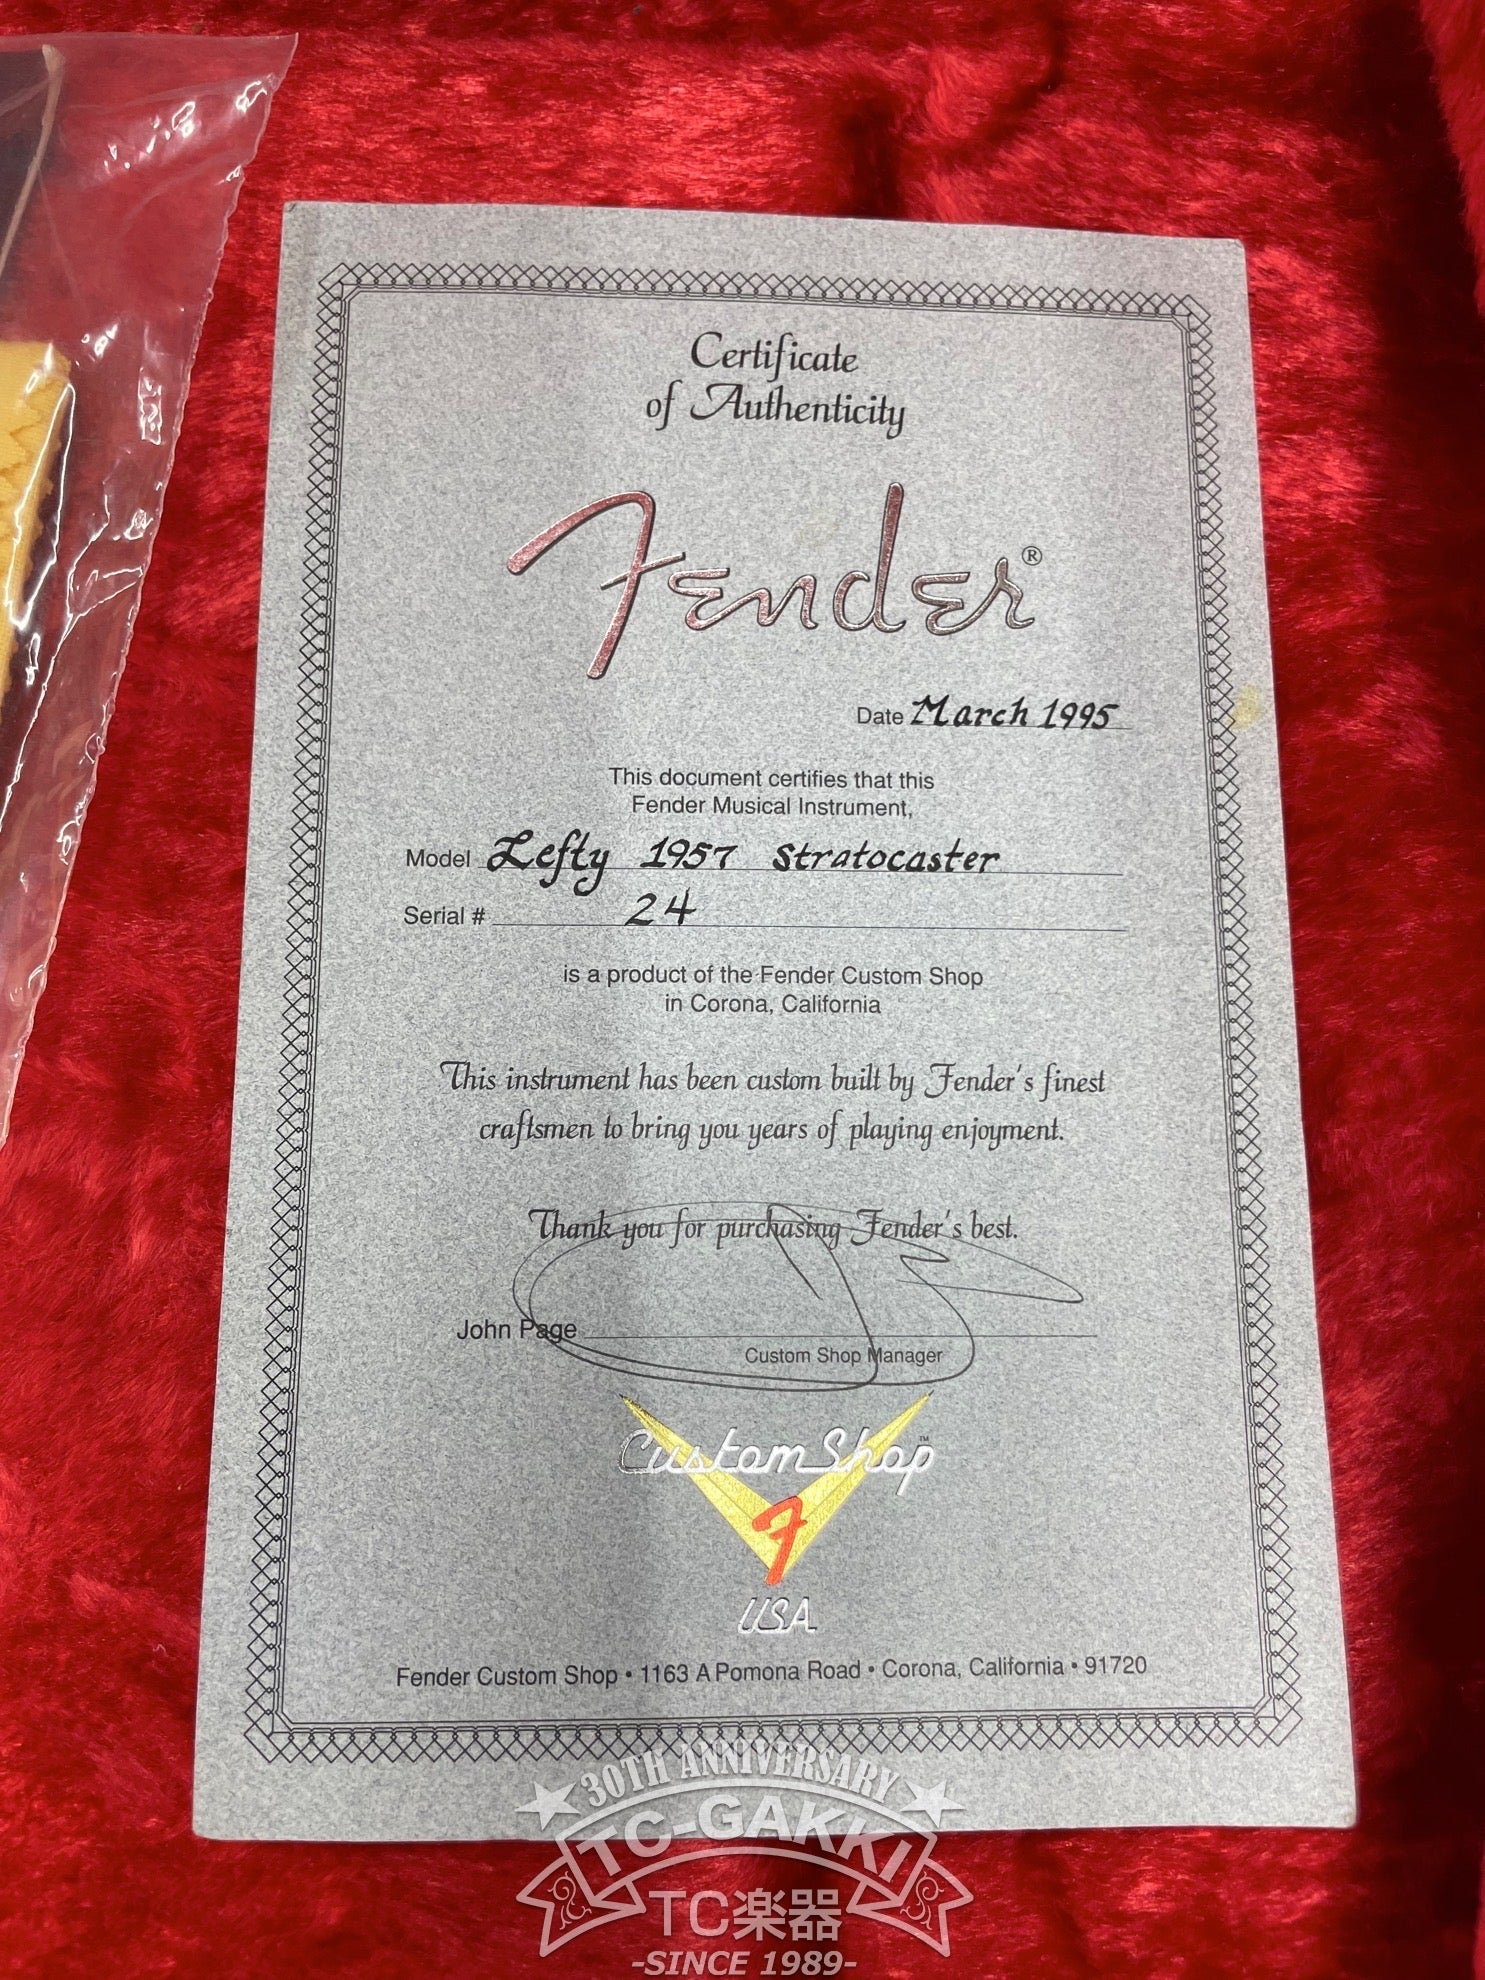 Certificate
of Authenticity
Fender®
Date March 1995
This document certifies that this
Fender Musical Instrument,
Model Lefty 1957 Stratocaster
Serial # 24
is a product of the Fender Custom Shop
in Corona, California
This instrument has been custom built by Fender's finest
craftsmen to bring you years of playing enjoyment.
Thank you for purchasing Fender's best.
John Page
Custom Shop Manager
Custom Shop™
F
USA
Fender Custom Shop • 1163 A Pomona Road • Corona, California • 91720
30TH ANNIVERSARY
TC-GAKKI
TC楽器
-SINCE 1989-